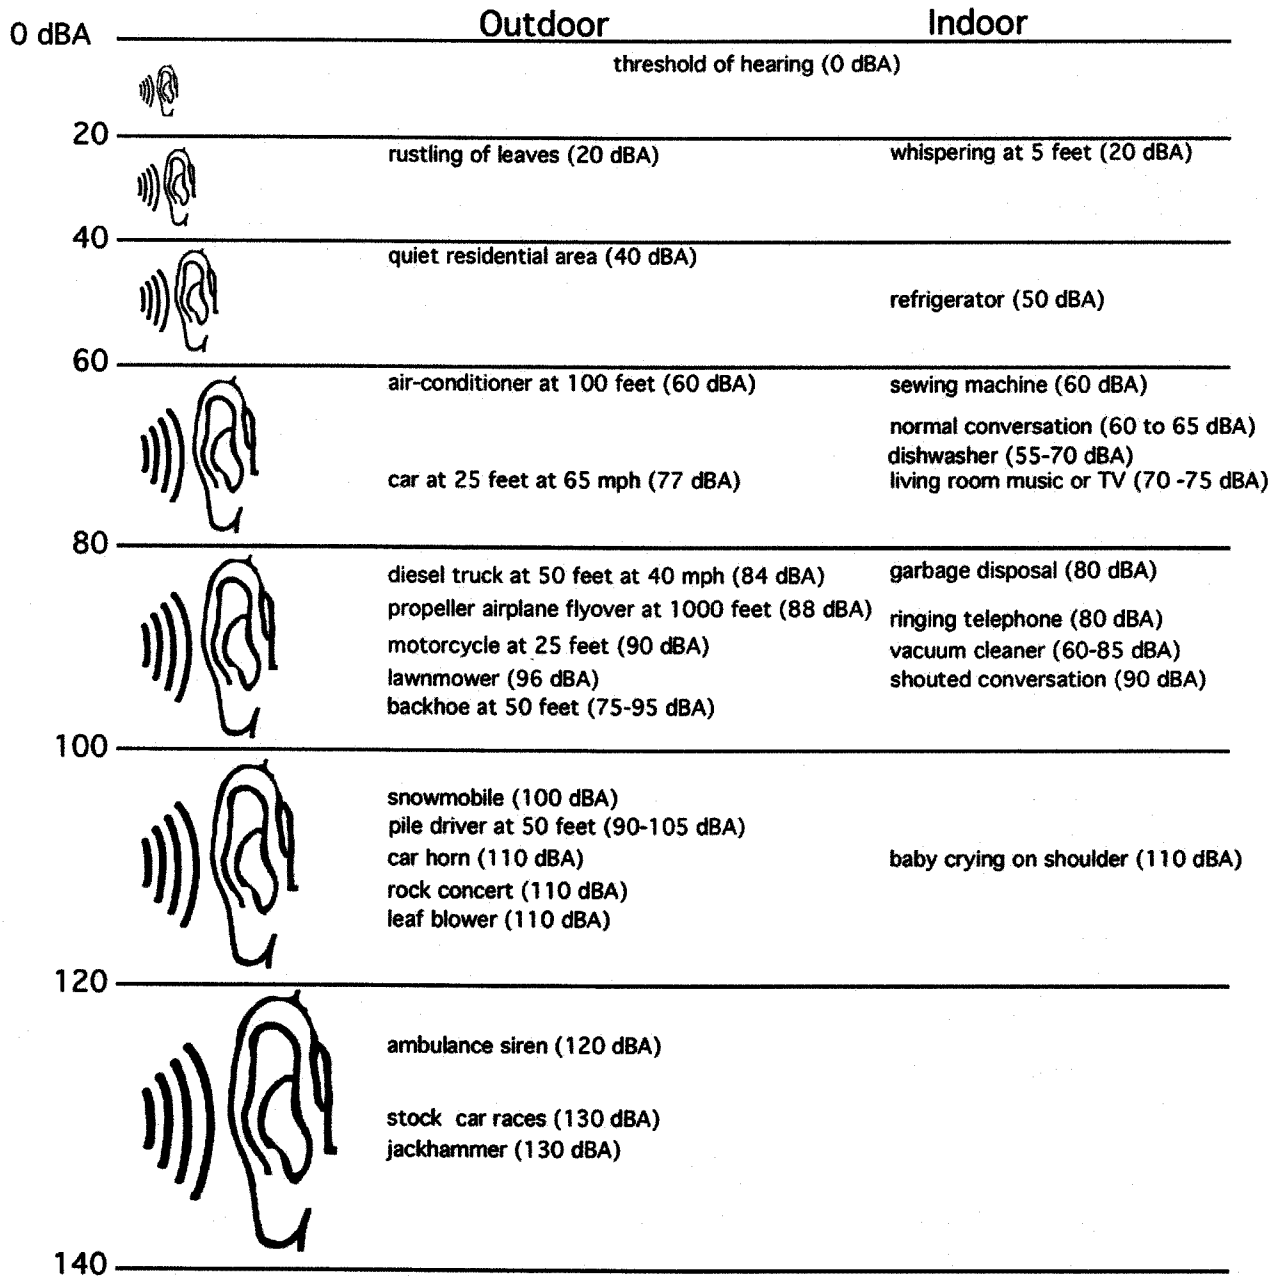 Outdoor Indoor
0 dBA
threshold of hearing (0 dBA)
20
rustling of leaves (20 dBA) whispering at 5 feet (20 dBA)
40
quiet residential area (40 dBA)
refrigerator (50 dBA)
60
air-conditioner at 100 feet (60 dBA) sewing machine (60 dBA)
normal conversation (60 to 65 dBA)
dishwasher (55-70 dBA)
car at 25 feet at 65 mph (77 dBA) living room music or TV (70 -75 dBA)
80
diesel truck at 50 feet at 40 mph (84 dBA) garbage disposal (80 dBA)
propeller airplane flyover at 1000 feet (88 dBA) ringing telephone (80 dBA)
motorcycle at 25 feet (90 dBA) vacuum cleaner (60-85 dBA)
lawnmower (96 dBA) shouted conversation (90 dBA)
backhoe at 50 feet (75-95 dBA)
100
snowmobile (100 dBA)
pile driver at 50 feet (90-105 dBA)
car horn (110 dBA) baby crying on shoulder (110 dBA)
rock concert (110 dBA)
leaf blower (110 dBA)
120
ambulance siren (120 dBA)
stock car races (130 dBA)
jackhammer (130 dBA)
140